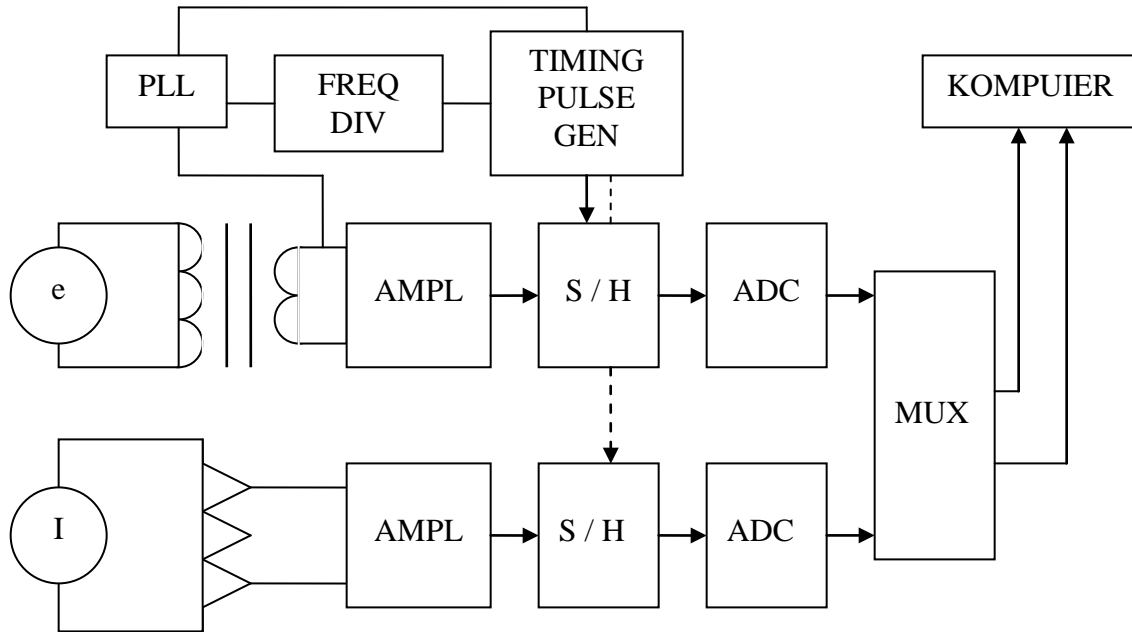 PLL
FREQ
DIV
TIMING
PULSE
GEN
KOMPUIER
e
AMPL
S / H
ADC
MUX
I
AMPL
S / H
ADC